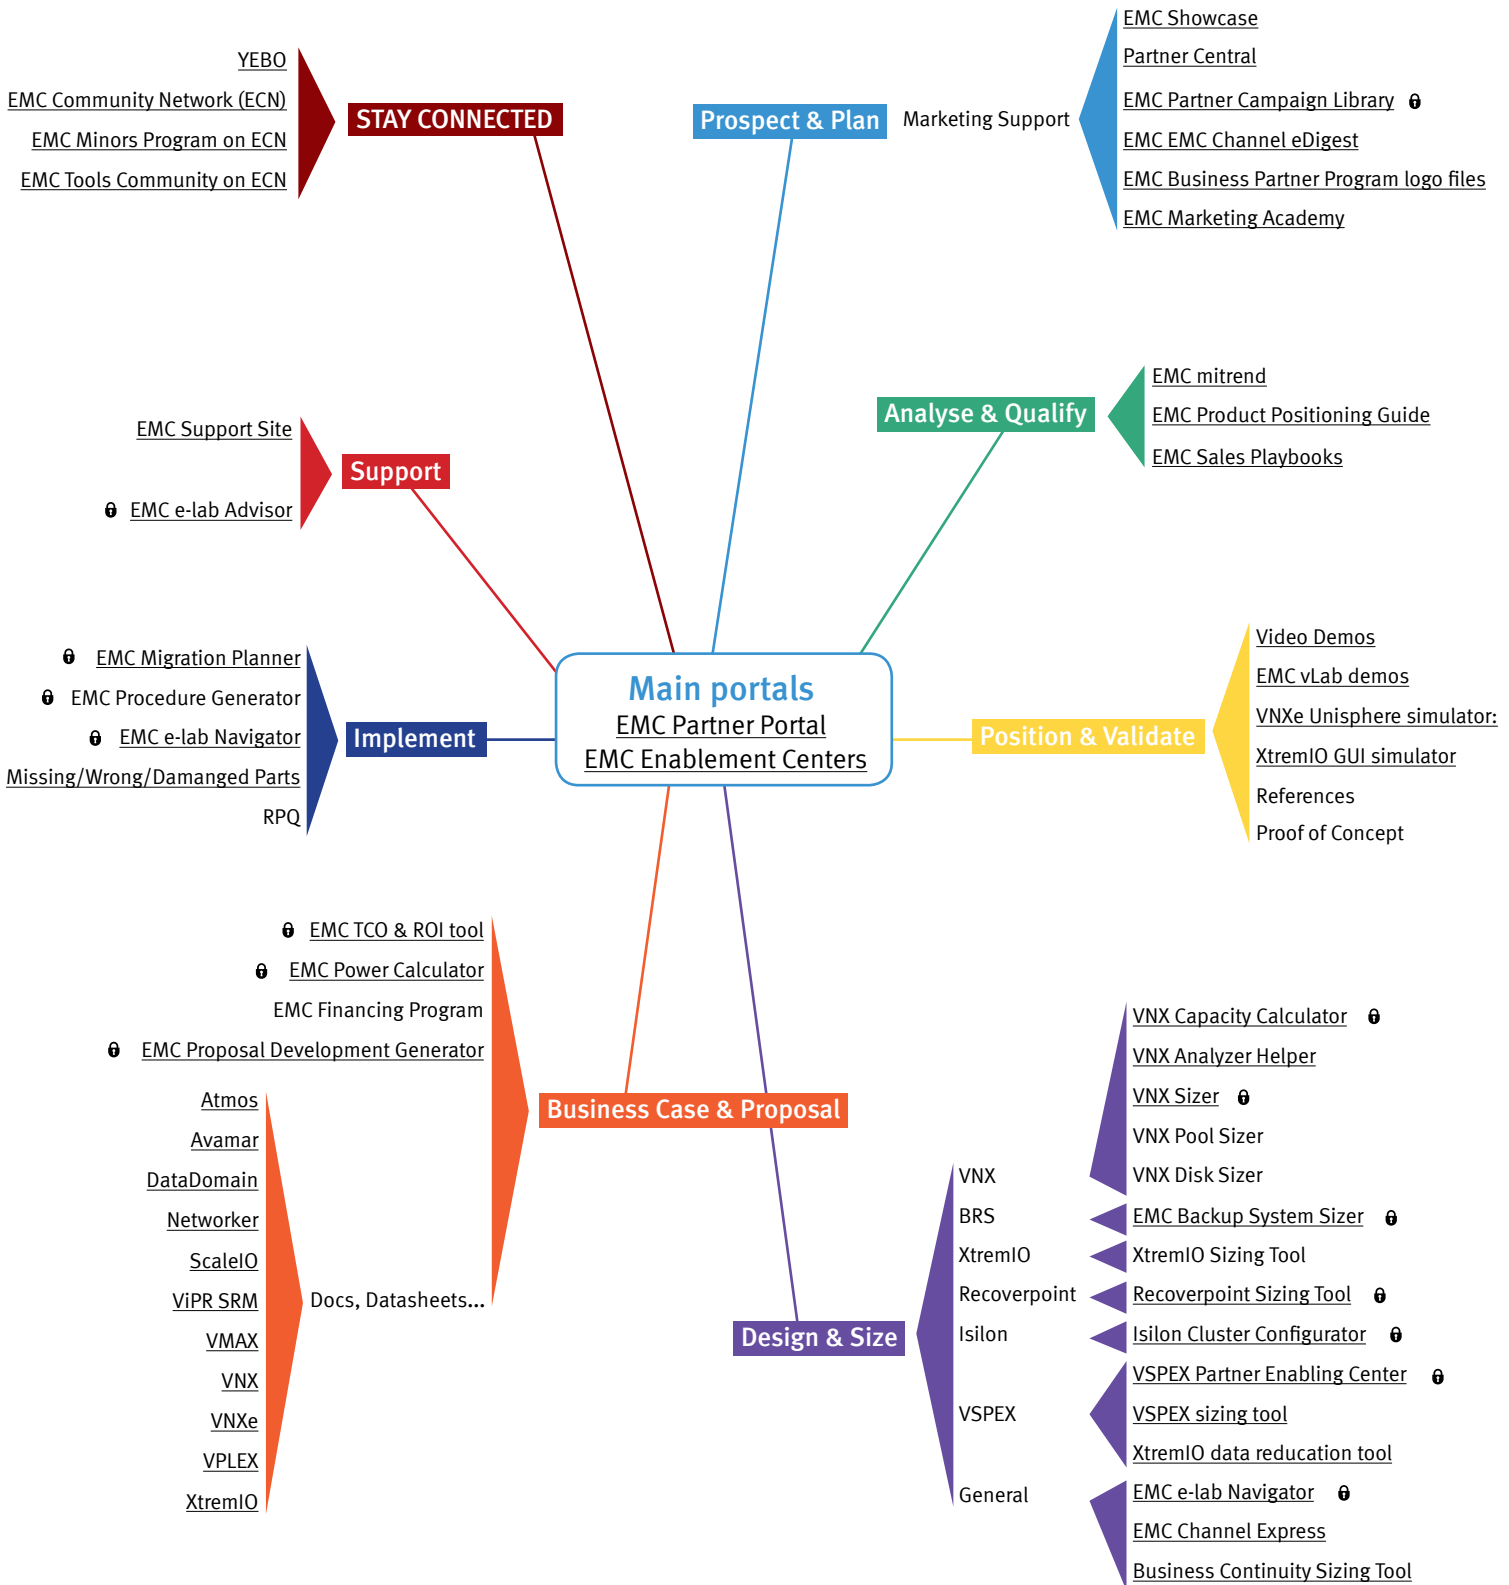 YEBO
EMC Community Network (ECN)
EMC Minors Program on ECN
EMC Tools Community on ECN
STAY CONNECTED
Prospect & Plan
Marketing Support
EMC Showcase
Partner Central
EMC Partner Campaign Library
EMC EMC Channel eDigest
EMC Business Partner Program logo files
EMC Marketing Academy
EMC Support Site
EMC e-lab Advisor
Support
Analyse & Qualify
EMC mitrend
EMC Product Positioning Guide
EMC Sales Playbooks
EMC Migration Planner
EMC Procedure Generator
EMC e-lab Navigator
Missing/Wrong/Damanged Parts
RPQ
Implement
Main portals
EMC Partner Portal
EMC Enablement Centers
Position & Validate
Video Demos
EMC vLab demos
VNXe Unisphere simulator:
XtremIO GUI simulator
References
Proof of Concept
EMC TCO & ROI tool
EMC Power Calculator
EMC Financing Program
EMC Proposal Development Generator
Business Case & Proposal
Atmos
Avamar
DataDomain
Networker
ScaleIO
ViPR SRM
VMAX
VNX
VNXe
VPLEX
XtremIO
Docs, Datasheets...
Design & Size
VNX
VNX Capacity Calculator
VNX Analyzer Helper
VNX Sizer
VNX Pool Sizer
VNX Disk Sizer
BRS
EMC Backup System Sizer
XtremIO
XtremIO Sizing Tool
Recoverpoint
Recoverpoint Sizing Tool
Isilon
Isilon Cluster Configurator
VSPEX
VSPEX Partner Enabling Center
VSPEX sizing tool
XtremIO data reducation tool
General
EMC e-lab Navigator
EMC Channel Express
Business Continuity Sizing Tool